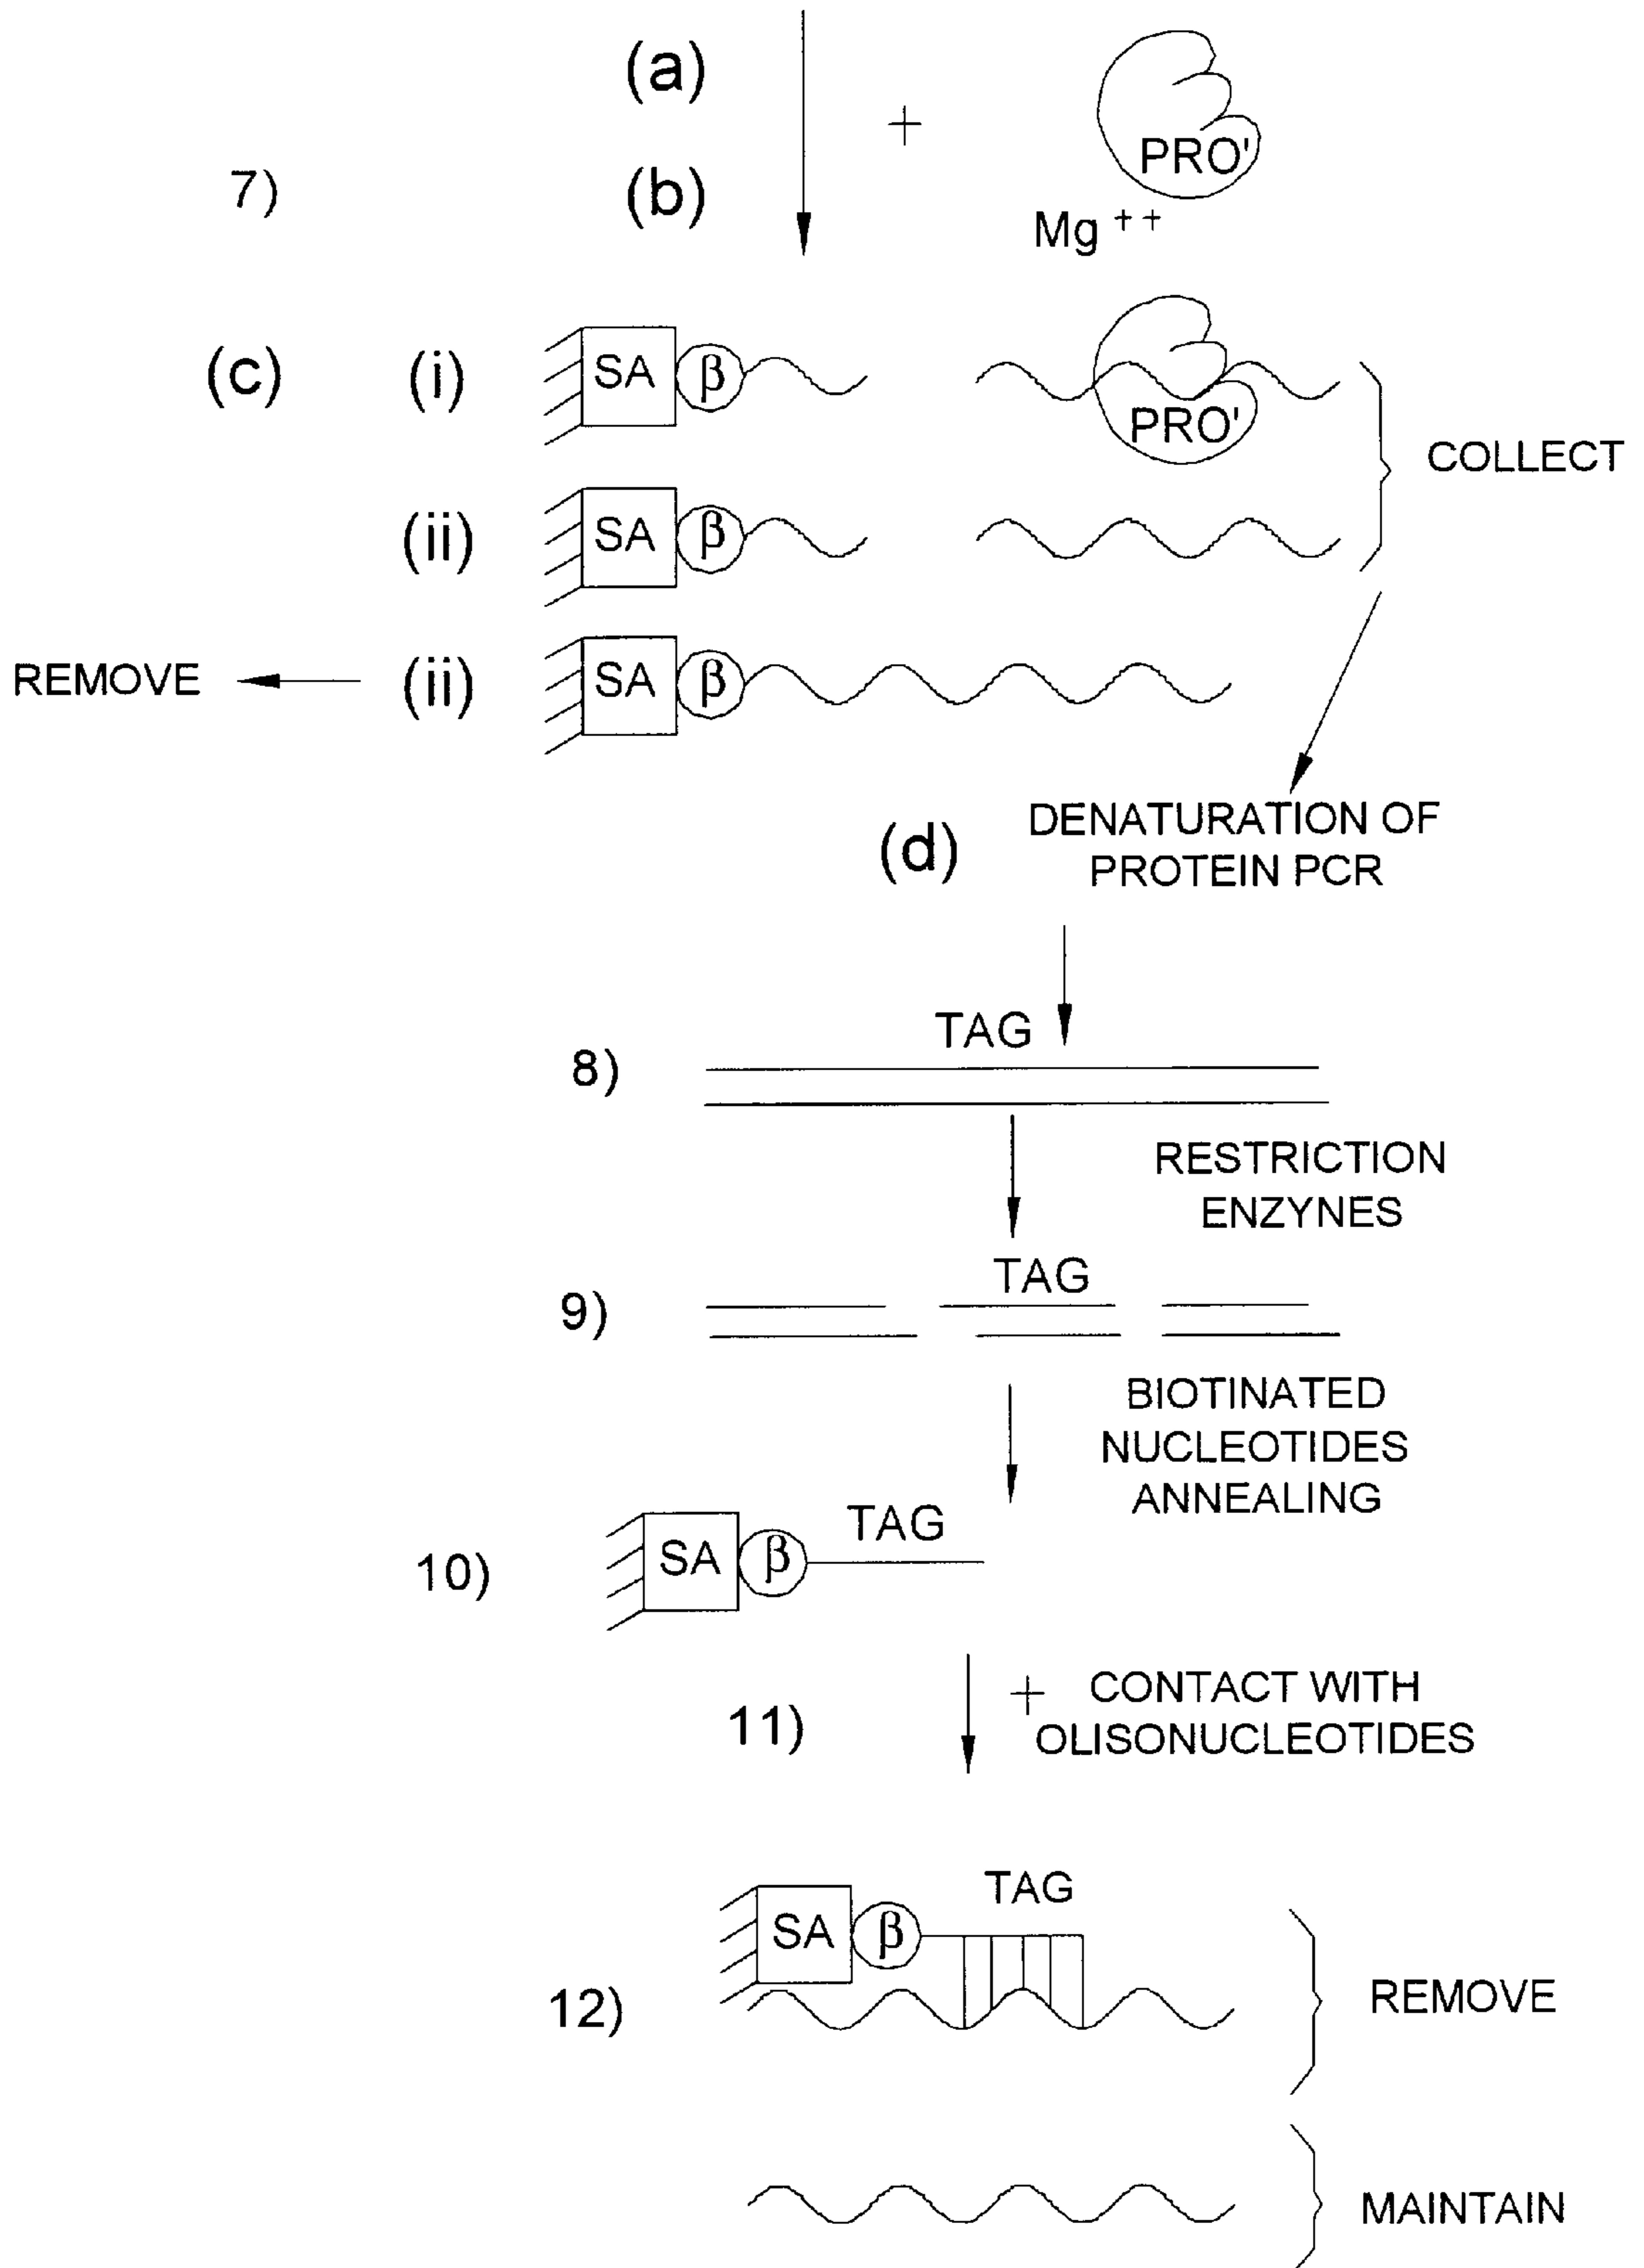 (a)
+
PRO'
7)
(b)
Mg ++
(c) (i) SA β PRO'
COLLECT
(ii) SA β
REMOVE (ii) SA β
(d) DENATURATION OF
PROTEIN PCR
TAG
8)
RESTRICTION
ENZYNES
TAG
9)
BIOTINATED
NUCLEOTIDES
ANNEALING
TAG
10) SA β
11) + CONTACT WITH
OLISONUCLEOTIDES
TAG
SA β
12) REMOVE
MAINTAIN